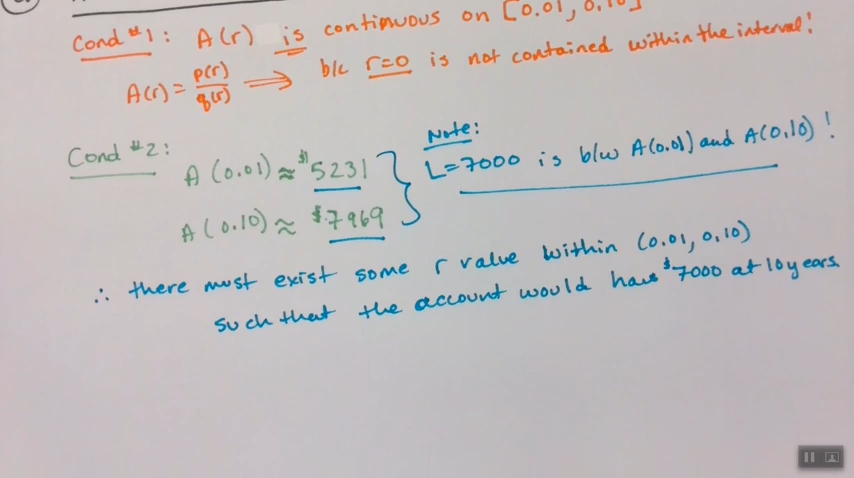 Cond #1: A(r) is continuous on [0.01, 0.10]
A(r) = p(r)/q(r) ⟹ b/c r=0 is not contained within the interval!
Cond #2:
A(0.01) ≈ $5231
A(0.10) ≈ $7969
Note:
L=7000 is b/w A(0.01) and A(0.10)!
∴ there must exist some r value within (0.01, 0.10)
such that the account would have $7000 at 10 years.